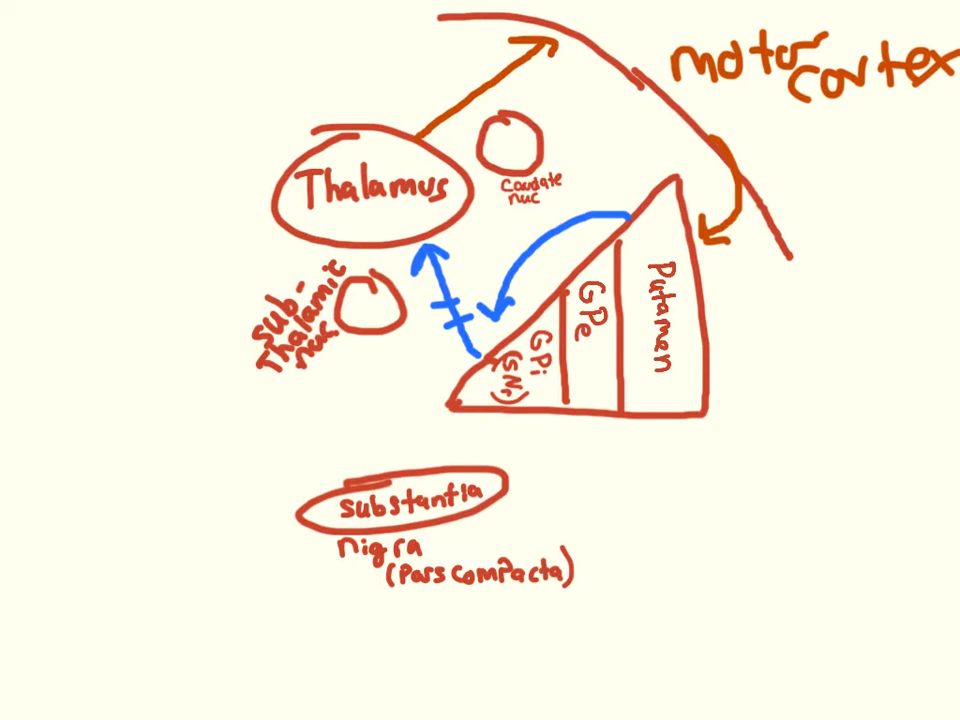 motor
cortex
Thalamus
Caudate
nuc
Sub-
Thalamic
nuc
Putamen
GPe
GPi
(SNr)
Substantia
nigra
(Pars compacta)